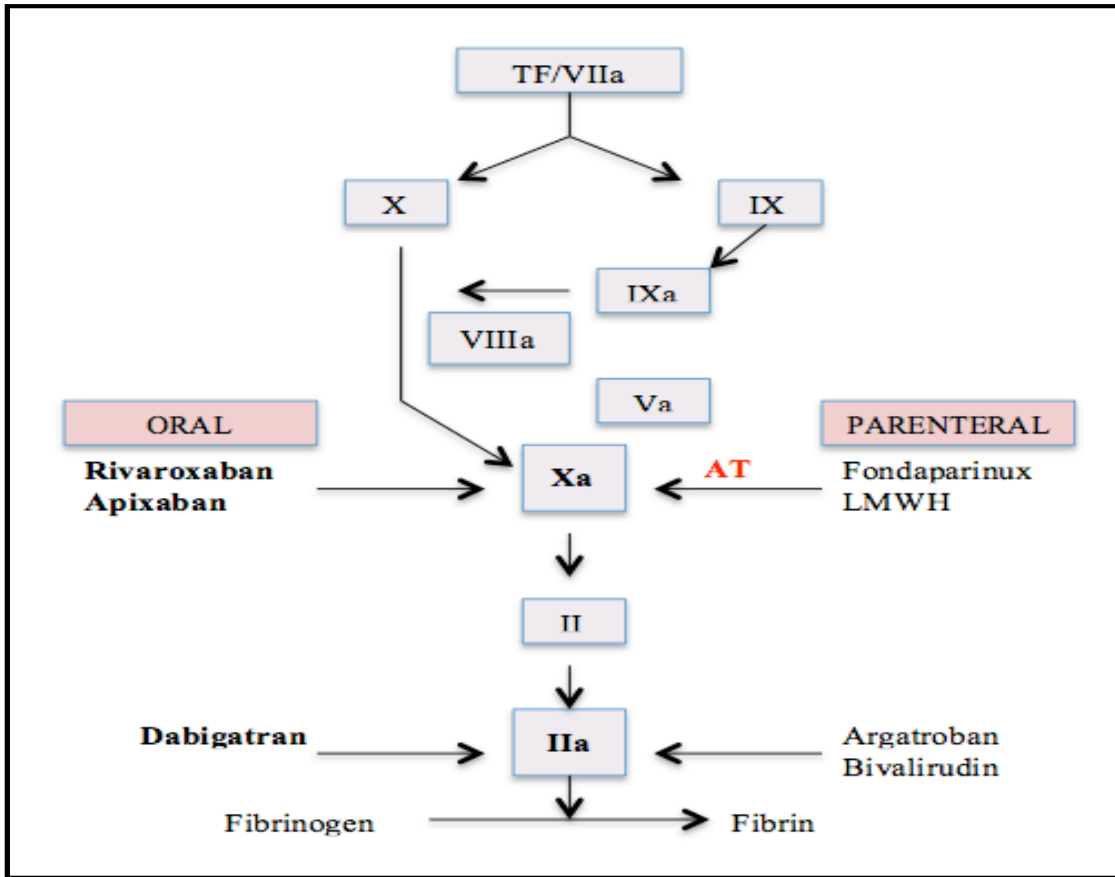 TF/VIIa
X
IX
IXa
VIIIa
Va
ORAL
PARENTERAL
Rivaroxaban
Apixaban
Xa
AT
Fondaparinux
LMWH
II
Dabigatran
IIa
Argatroban
Bivalirudin
Fibrinogen
Fibrin